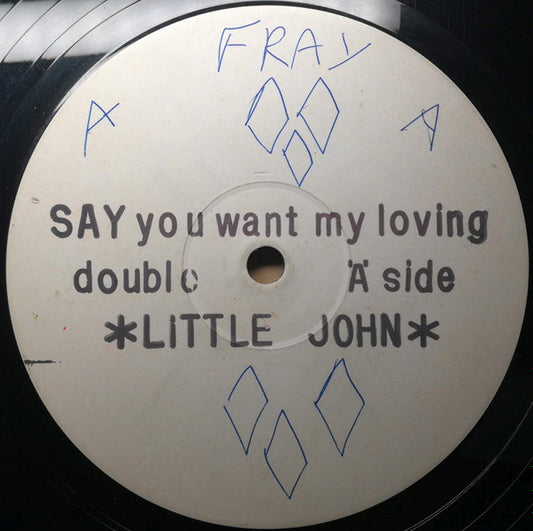 FRAY
A A
SAY you want my loving
double 'A' side
*LITTLE JOHN*